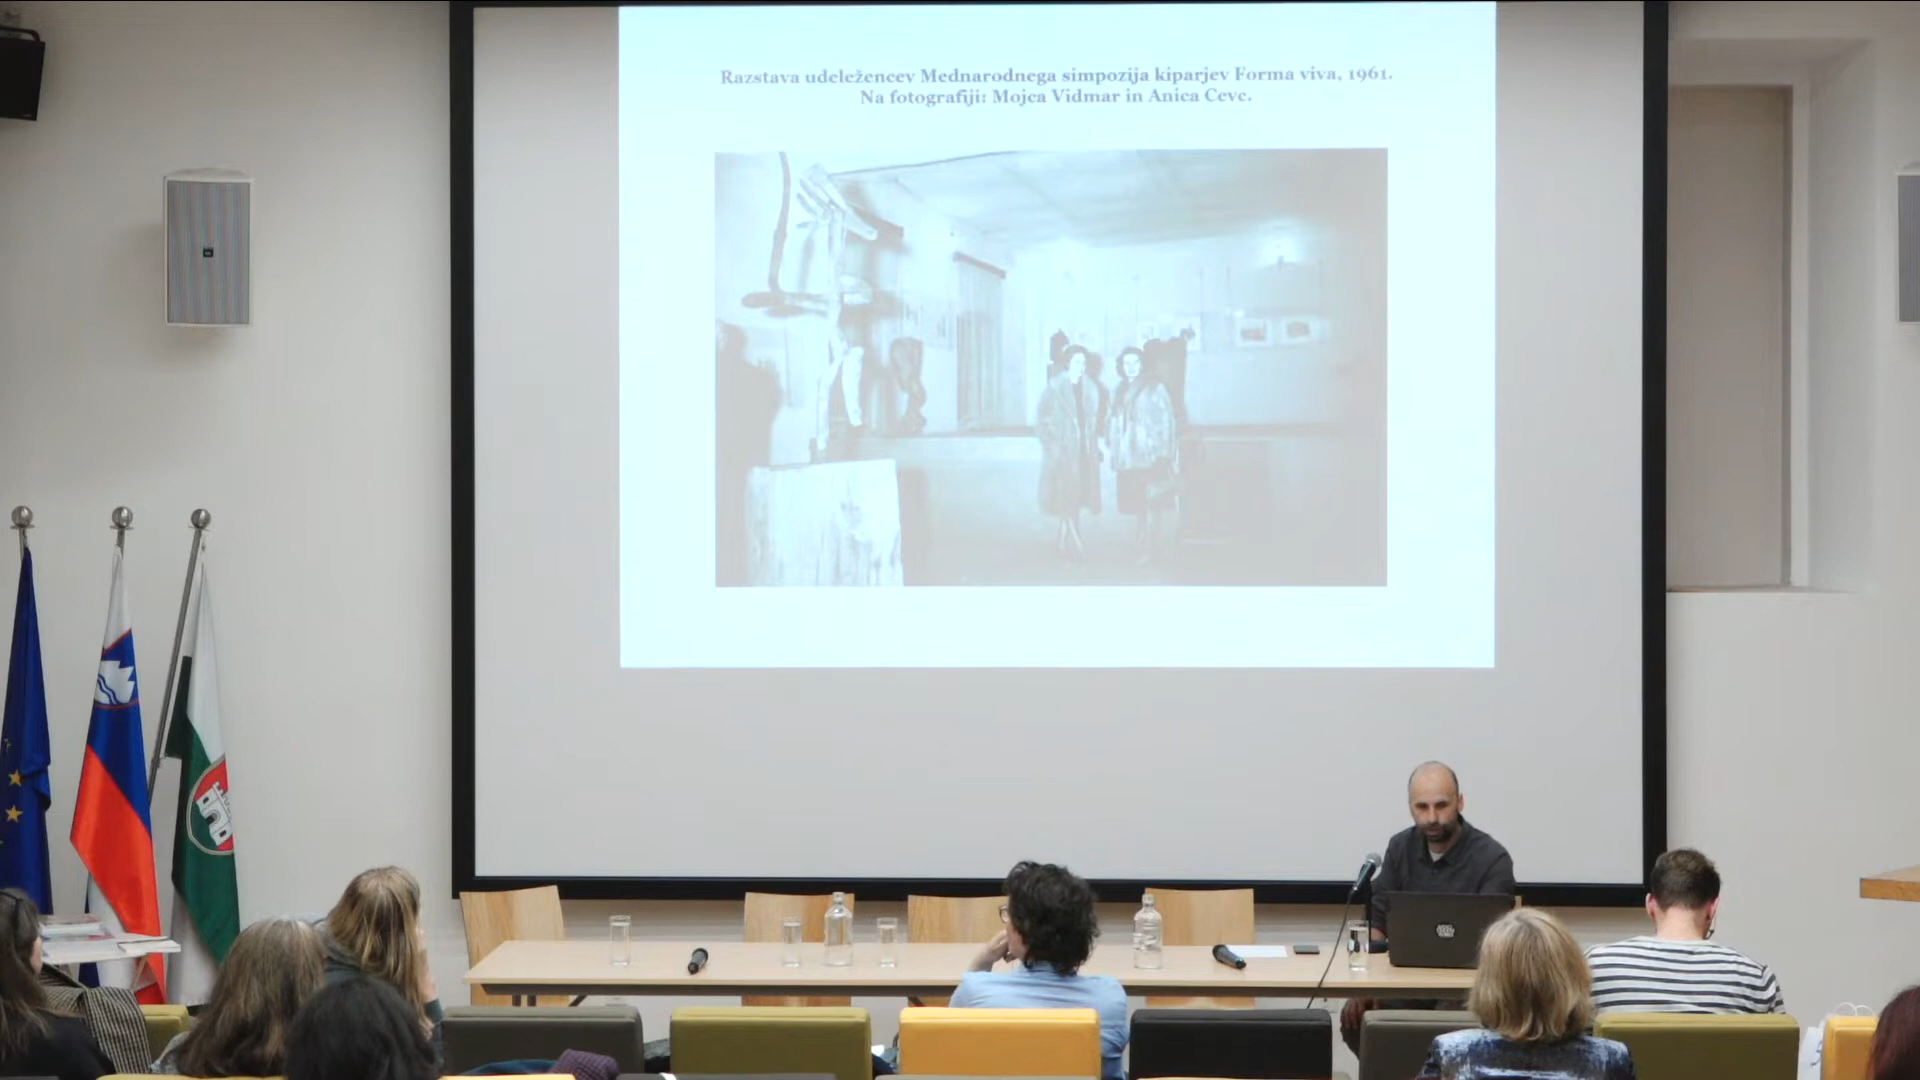 Razstava udeležencev Mednarodnega simpozija kiparjev Forma viva, 1961.
Na fotografiji: Mojca Vidmar in Anica Cevc.